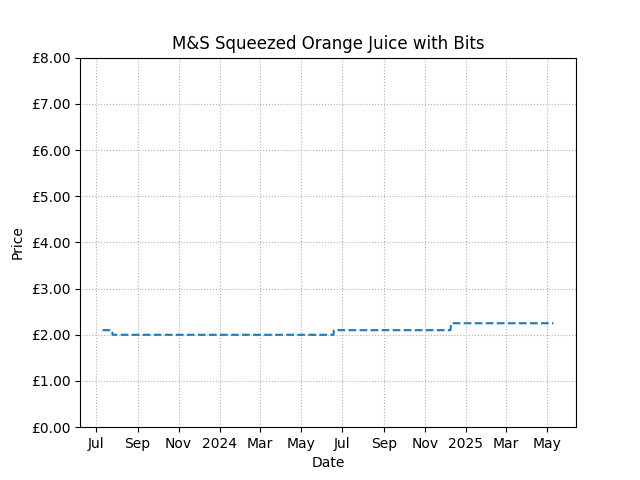 M&S Squeezed Orange Juice with Bits
£8.00
£7.00
£6.00
£5.00
£4.00
£3.00
£2.00
£1.00
£0.00
Price
Jul Sep Nov 2024 Mar May Jul Sep Nov 2025 Mar May
Date